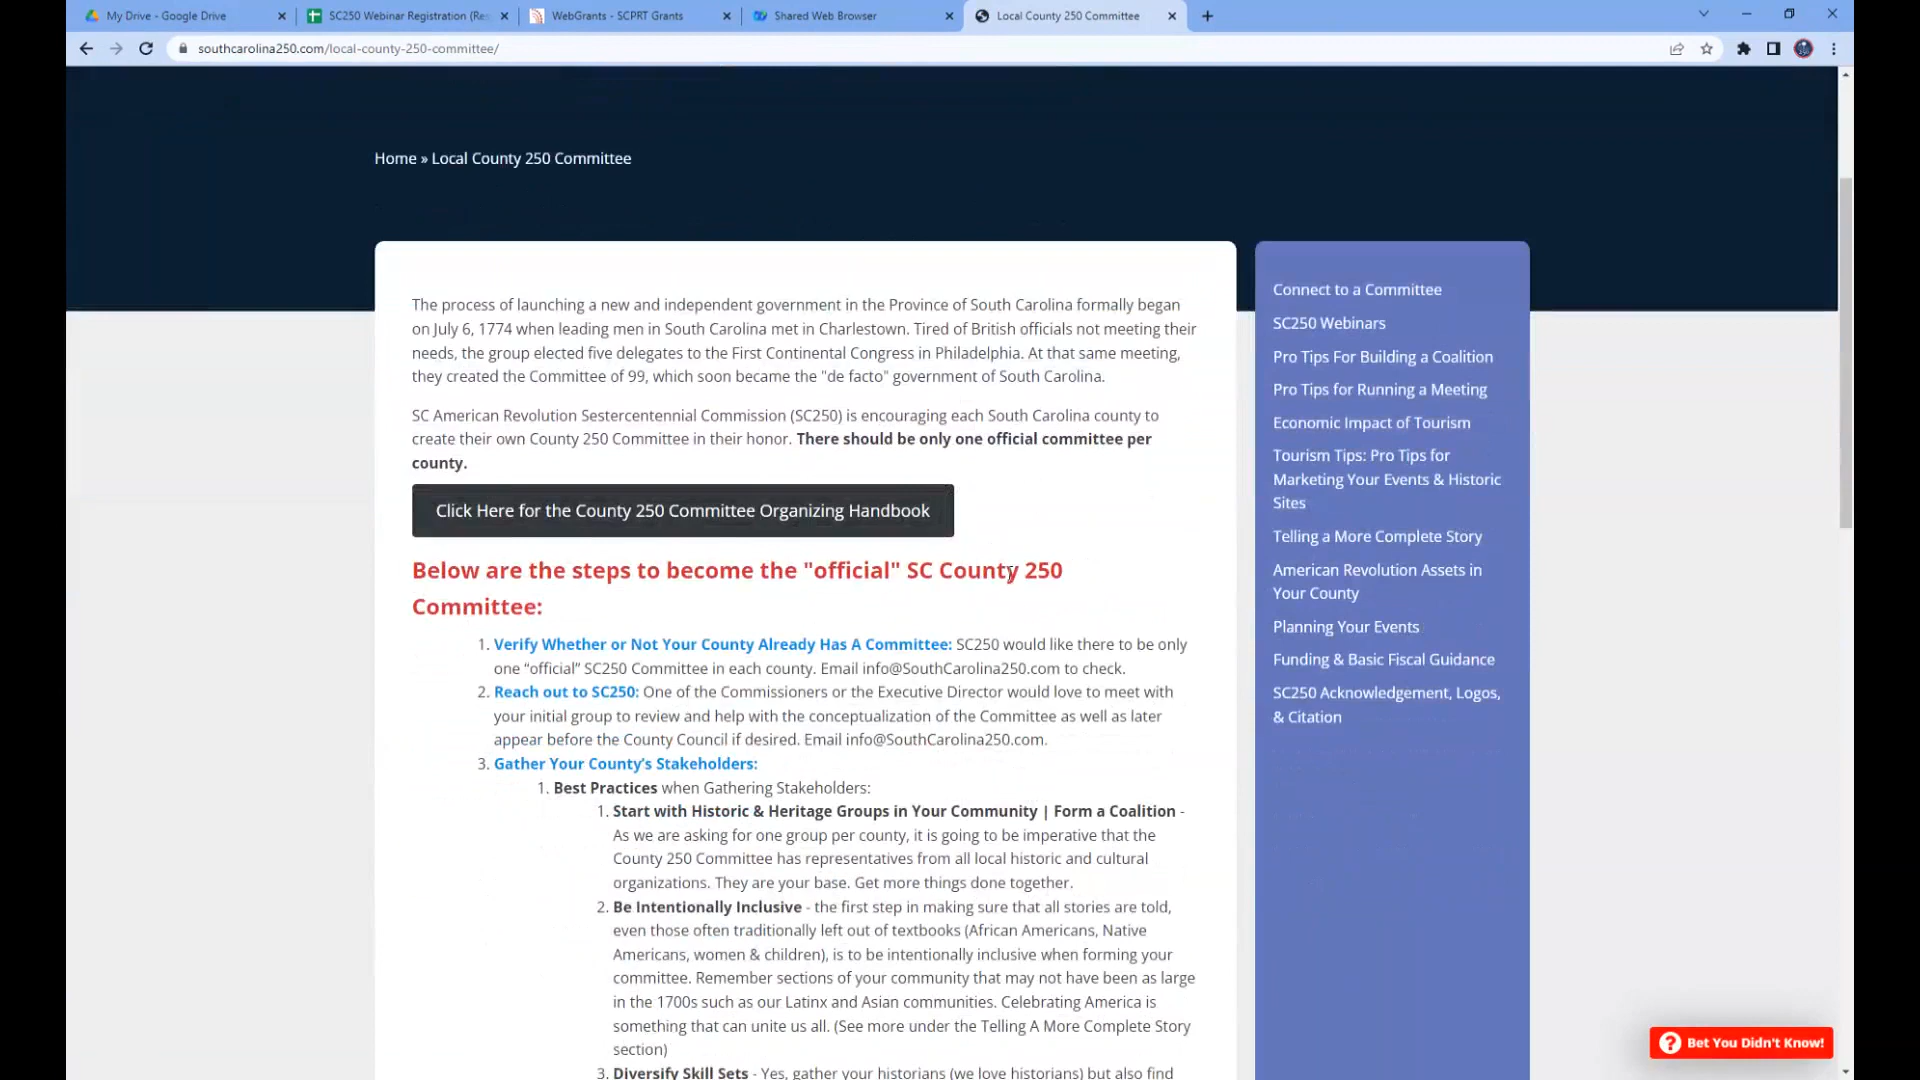 My Drive - Google Drive
SC250 Webinar Registration (Res
WebGrants - SCPRT Grants
Shared Web Browser
Local County 250 Committee
southcarolina250.com/local-county-250-committee/
Home » Local County 250 Committee
The process of launching a new and independent government in the Province of South Carolina formally began
on July 6, 1774 when leading men in South Carolina met in Charlestown. Tired of British officials not meeting their
needs, the group elected five delegates to the First Continental Congress in Philadelphia. At that same meeting,
they created the Committee of 99, which soon became the "de facto" government of South Carolina.
SC American Revolution Sestercentennial Commission (SC250) is encouraging each South Carolina county to
create their own County 250 Committee in their honor. There should be only one official committee per
county.
Click Here for the County 250 Committee Organizing Handbook
Below are the steps to become the "official" SC County 250
Committee:
1. Verify Whether or Not Your County Already Has A Committee: SC250 would like there to be only
one “official” SC250 Committee in each county. Email info@SouthCarolina250.com to check.
2. Reach out to SC250: One of the Commissioners or the Executive Director would love to meet with
your initial group to review and help with the conceptualization of the Committee as well as later
appear before the County Council if desired. Email info@SouthCarolina250.com.
3. Gather Your County’s Stakeholders:
1. Best Practices when Gathering Stakeholders:
1. Start with Historic & Heritage Groups in Your Community | Form a Coalition -
As we are asking for one group per county, it is going to be imperative that the
County 250 Committee has representatives from all local historic and cultural
organizations. They are your base. Get more things done together.
2. Be Intentionally Inclusive - the first step in making sure that all stories are told,
even those often traditionally left out of textbooks (African Americans, Native
Americans, women & children), is to be intentionally inclusive when forming your
committee. Remember sections of your community that may not have been as large
in the 1700s such as our Latinx and Asian communities. Celebrating America is
something that can unite us all. (See more under the Telling A More Complete Story
section)
3. Diversify Skill Sets - Yes, gather your historians (we love historians) but also find
Connect to a Committee
SC250 Webinars
Pro Tips For Building a Coalition
Pro Tips for Running a Meeting
Economic Impact of Tourism
Tourism Tips: Pro Tips for
Marketing Your Events & Historic
Sites
Telling a More Complete Story
American Revolution Assets in
Your County
Planning Your Events
Funding & Basic Fiscal Guidance
SC250 Acknowledgement, Logos,
& Citation
Bet You Didn't Know!